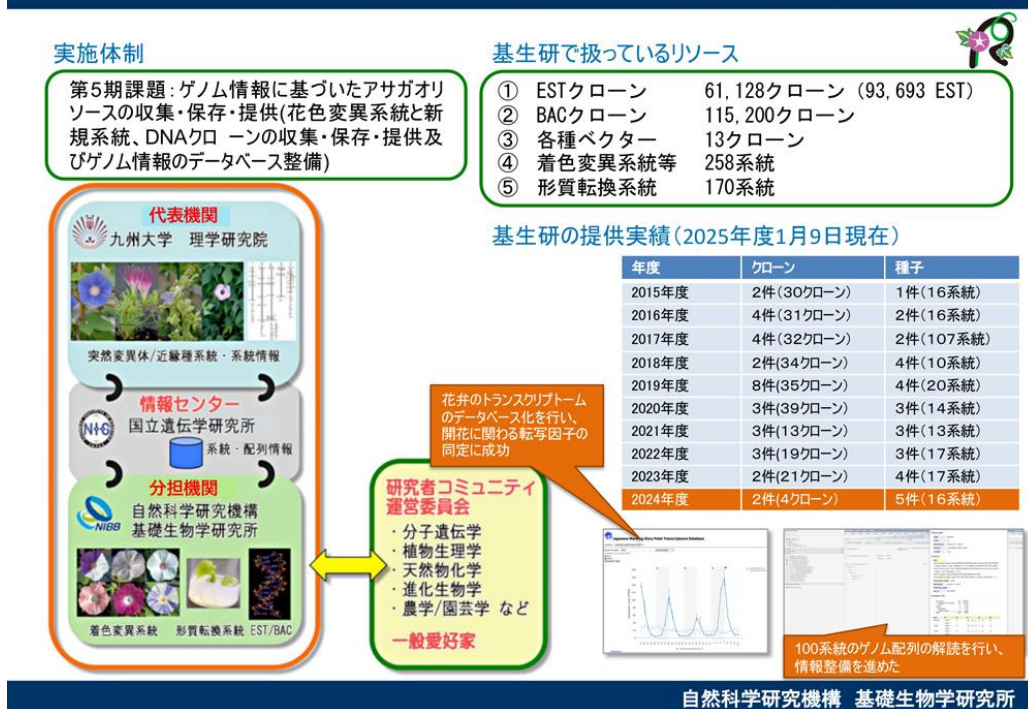 実施体制
第5期課題：ゲノム情報に基づいたアサガオリ
ソースの収集・保存・提供(花色変異系統と新
規系統、DNAクロ ーンの収集・保存・提供及
びゲノム情報のデータベース整備)
代表機関
九州大学 理学研究院
突然変異体/近縁種系統・系統情報
情報センター
NIG
国立遺伝学研究所
系統・配列情報
分担機関
NIBB
自然科学研究機構
基礎生物学研究所
着色変異系統 形質転換系統 EST/BAC
研究者コミュニティ
運営委員会
・分子遺伝学
・植物生理学
・天然物化学
・進化生物学
・農学/園芸学 など
一般愛好家
基生研で扱っているリソース
① ESTクローン 61,128クローン (93,693 EST)
② BACクローン 115,200クローン
③ 各種ベクター 13クローン
④ 着色変異系統等 258系統
⑤ 形質転換系統 170系統
基生研の提供実績(2025年度1月9日現在)
年度 クローン 種子
2015年度 2件(30クローン) 1件(16系統)
2016年度 4件(31クローン) 2件(16系統)
2017年度 4件(32クローン) 2件(107系統)
2018年度 2件(34クローン) 4件(10系統)
2019年度 8件(35クローン) 4件(20系統)
2020年度 3件(39クローン) 3件(14系統)
2021年度 3件(13クローン) 3件(13系統)
2022年度 3件(19クローン) 3件(17系統)
2023年度 2件(21クローン) 4件(17系統)
2024年度 2件(4クローン) 5件(16系統)
花弁のトランスクリプトーム
のデータベース化を行い、
開花に関わる転写因子の
同定に成功
Japanese Morning Glory Petal Transcriptome Database
100系統のゲノム配列の解読を行い、
情報整備を進めた
自然科学研究機構 基礎生物学研究所